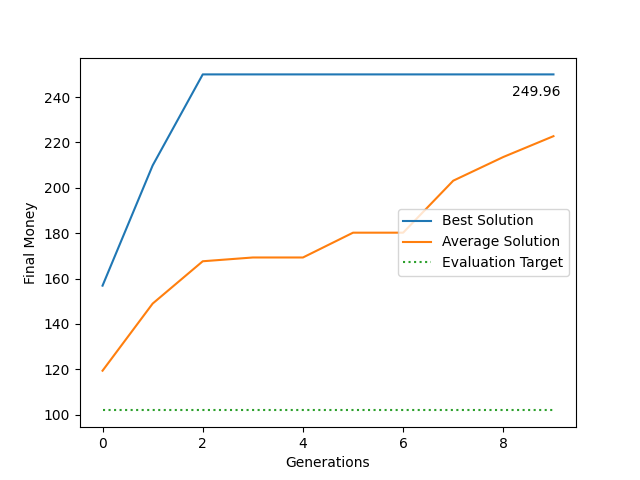 240
220
200
180
160
140
120
100
Final Money
249.96
Best Solution
Average Solution
Evaluation Target
0 2 4 6 8
Generations